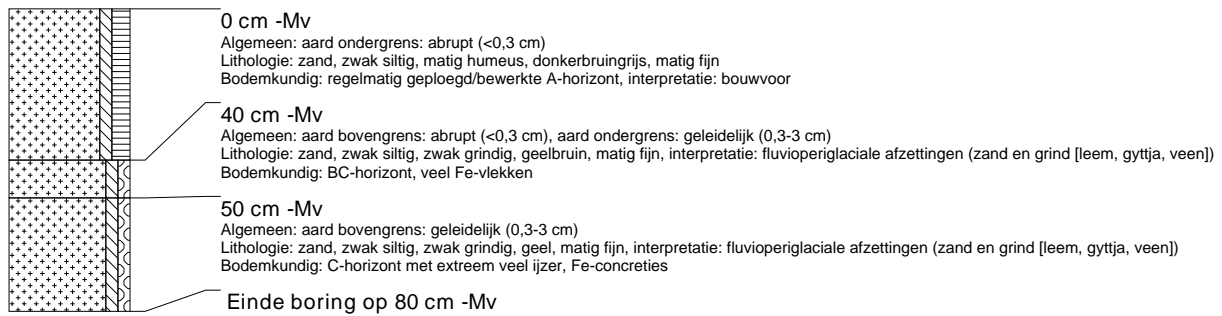 0 cm -Mv
Algemeen: aard ondergrens: abrupt (<0,3 cm)
Lithologie: zand, zwak siltig, matig humeus, donkerbruingrijs, matig fijn
Bodemkundig: regelmatig geploegd/bewerkte A-horizont, interpretatie: bouwvoor
40 cm -Mv
Algemeen: aard bovengrens: abrupt (<0,3 cm), aard ondergrens: geleidelijk (0,3-3 cm)
Lithologie: zand, zwak siltig, zwak grindig, geelbruin, matig fijn, interpretatie: fluvioperiglaciale afzettingen (zand en grind [leem, gyttja, veen])
Bodemkundig: BC-horizont, veel Fe-vlekken
50 cm -Mv
Algemeen: aard bovengrens: geleidelijk (0,3-3 cm)
Lithologie: zand, zwak siltig, zwak grindig, geel, matig fijn, interpretatie: fluvioperiglaciale afzettingen (zand en grind [leem, gyttja, veen])
Bodemkundig: C-horizont met extreem veel ijzer, Fe-concreties
Einde boring op 80 cm -Mv